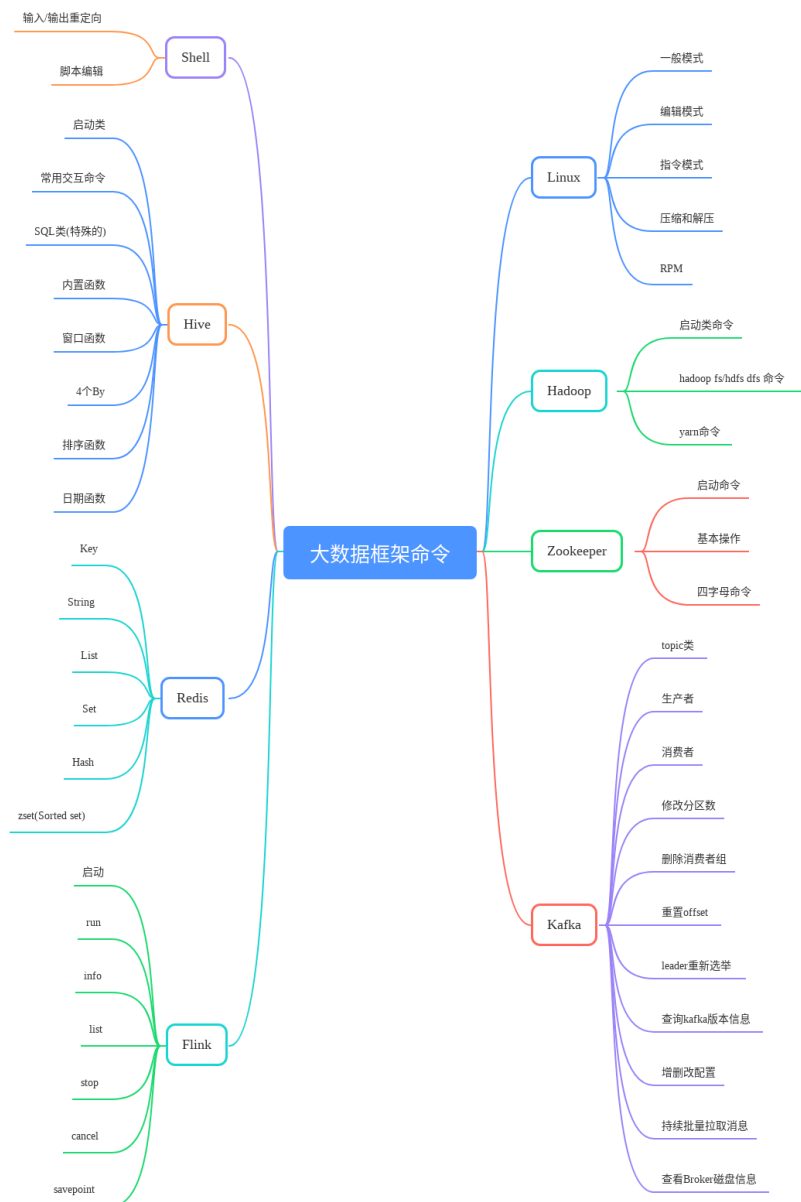 大数据框架命令
Shell
输入/输出重定向
脚本编辑
Hive
启动类
常用交互命令
SQL类(特殊的)
内置函数
窗口函数
4个By
排序函数
日期函数
Redis
Key
String
List
Set
Hash
zset(Sorted set)
Flink
启动
run
info
list
stop
cancel
savepoint
Linux
一般模式
编辑模式
指令模式
压缩和解压
RPM
Hadoop
启动类命令
hadoop fs/hdfs dfs 命令
yarn命令
Zookeeper
启动命令
基本操作
四字母命令
Kafka
topic类
生产者
消费者
修改分区数
删除消费者组
重置offset
leader重新选举
查询kafka版本信息
增删改配置
持续批量拉取消息
查看Broker磁盘信息